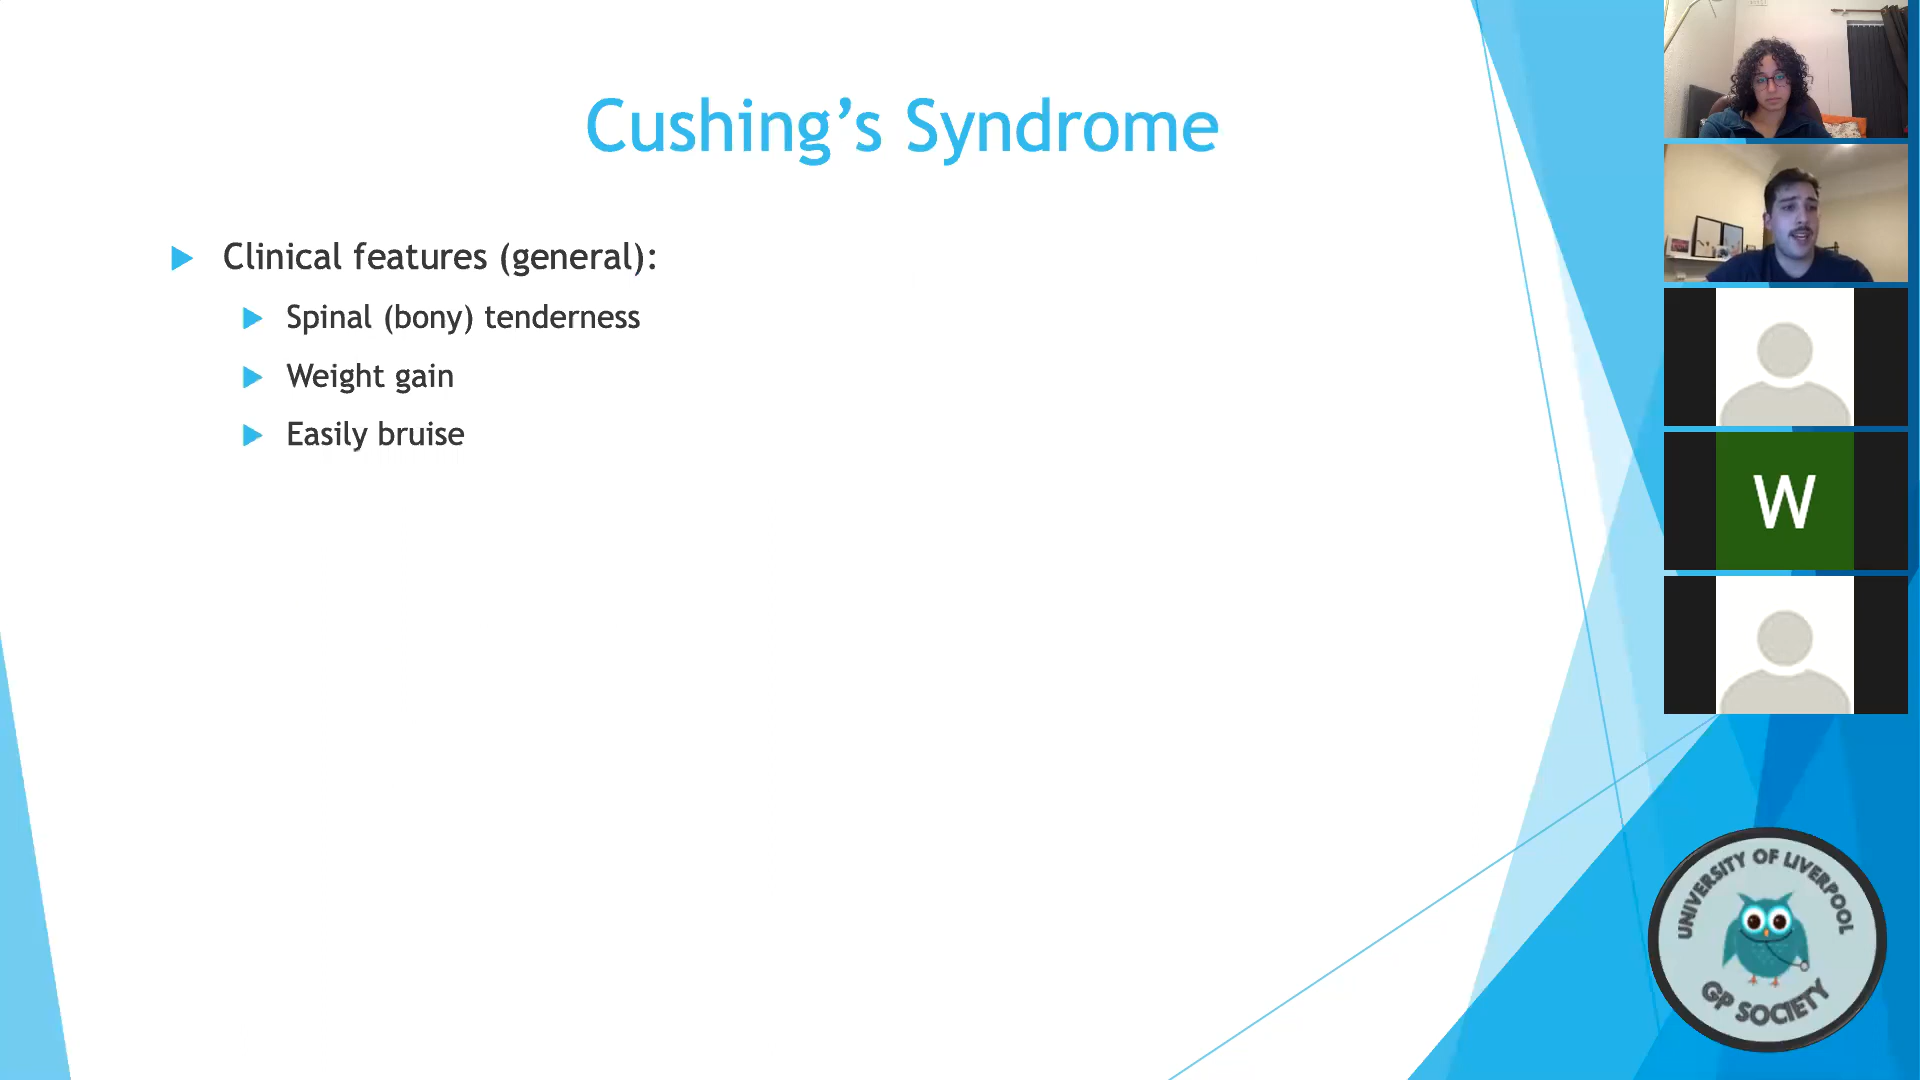 Cushing’s Syndrome
Clinical features (general):
Spinal (bony) tenderness
Weight gain
Easily bruise
W
UNIVERSITY OF LIVERPOOL
GP SOCIETY